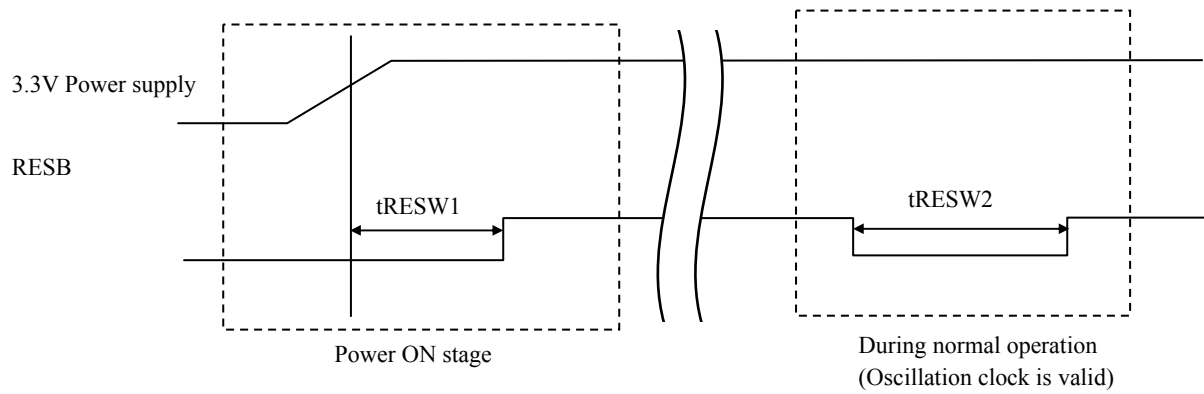 3.3V Power supply
RESB
tRESW1
tRESW2
Power ON stage
During normal operation
(Oscillation clock is valid)